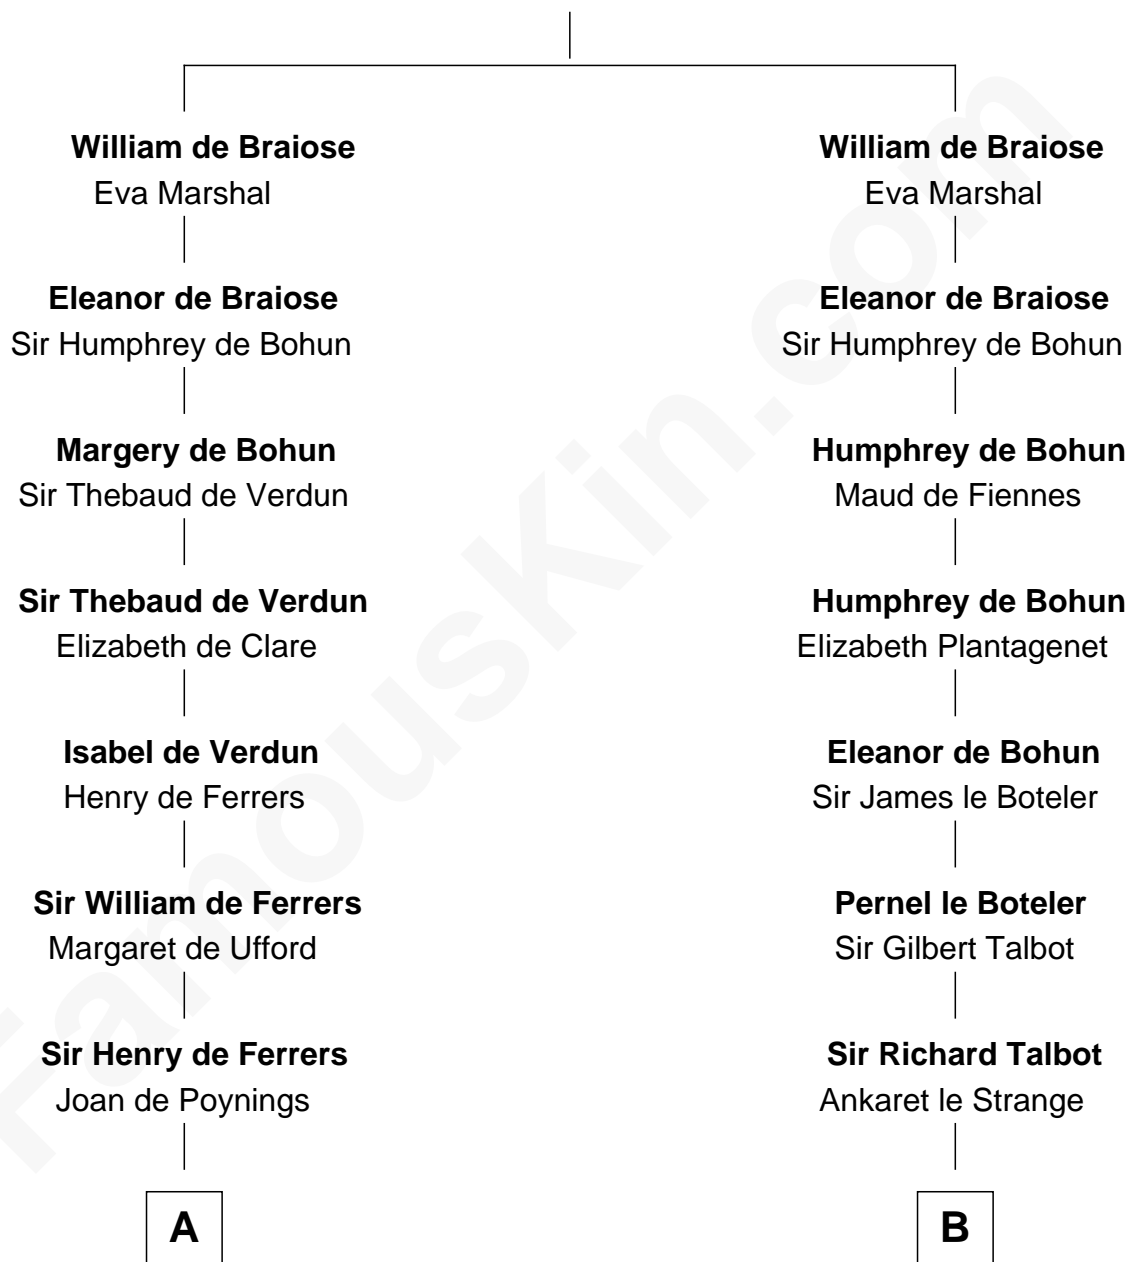 William de Braiose
Eva Marshal
Eleanor de Braiose
Sir Humphrey de Bohun
Margery de Bohun
Sir Thebaud de Verdun
Sir Thebaud de Verdun
Elizabeth de Clare
Isabel de Verdun
Henry de Ferrers
Sir William de Ferrers
Margaret de Ufford
Sir Henry de Ferrers
Joan de Poynings
A
William de Braiose
Eva Marshal
Eleanor de Braiose
Sir Humphrey de Bohun
Humphrey de Bohun
Maud de Fiennes
Humphrey de Bohun
Elizabeth Plantagenet
Eleanor de Bohun
Sir James le Boteler
Pernel le Boteler
Sir Gilbert Talbot
Sir Richard Talbot
Ankaret le Strange
B
FamousKin.com